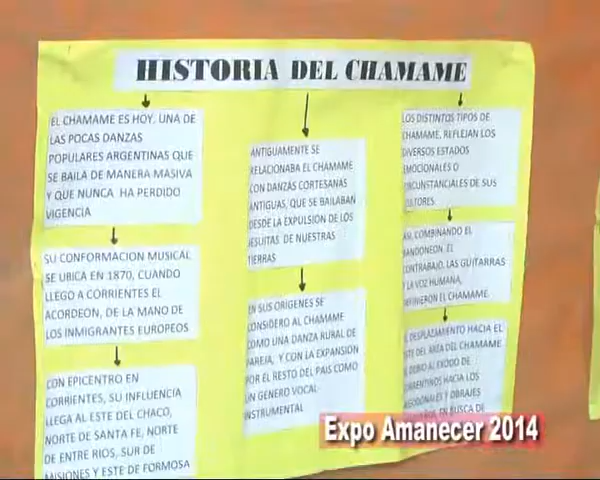 HISTORIA DEL CHAMAME
EL CHAMAME ES HOY, UNA DE
LAS POCAS DANZAS
POPULARES ARGENTINAS QUE
SE BAILA DE MANERA MASIVA
Y QUE NUNCA HA PERDIDO
VIGENCIA
SU CONFORMACION MUSICAL
SE UBICA EN 1870, CUANDO
LLEGO A CORRIENTES EL
ACORDEON, DE LA MANO DE
LOS INMIGRANTES EUROPEOS
CON EPICENTRO EN
CORRIENTES, SU INFLUENCIA
LLEGA AL ESTE DEL CHACO,
NORTE DE SANTA FE, NORTE
DE ENTRE RIOS, SUR DE
MISIONES Y ESTE DE FORMOSA
ANTIGUAMENTE SE
RELACIONABA EL CHAMAME
CON DANZAS CORTESANAS
ANTIGUAS, QUE SE BAILABAN
DESDE LA EXPULSION DE LOS
JESUITAS DE NUESTRAS
TIERRAS
EN SUS ORIGENES SE
CONSIDERO AL CHAMAME
COMO UNA DANZA RURAL DE
PAREJA, Y CON LA EXPANSION
POR EL RESTO DEL PAIS COMO
UN GENERO VOCAL
INSTRUMENTAL
LOS DISTINTOS TIPOS DE
CHAMAME, REFLEJAN LOS
DIVERSOS ESTADOS
EMOCIONALES O
CIRCUNSTANCIALES DE SUS
CULTORES.
ASI, COMBINANDO EL
BANDONEON, EL
CONTRABAJO, LAS GUITARRAS
Y LA VOZ HUMANA,
DEFINIERON EL CHAMAME
EL DESPLAZAMIENTO HACIA EL
ESTE DEL AREA DEL CHAMAME
DEBIO AL EXODO DE
CORRENTINOS HACIA LOS
Y OBRAJES
EN BUSCA DE
Expo Amanecer 2014